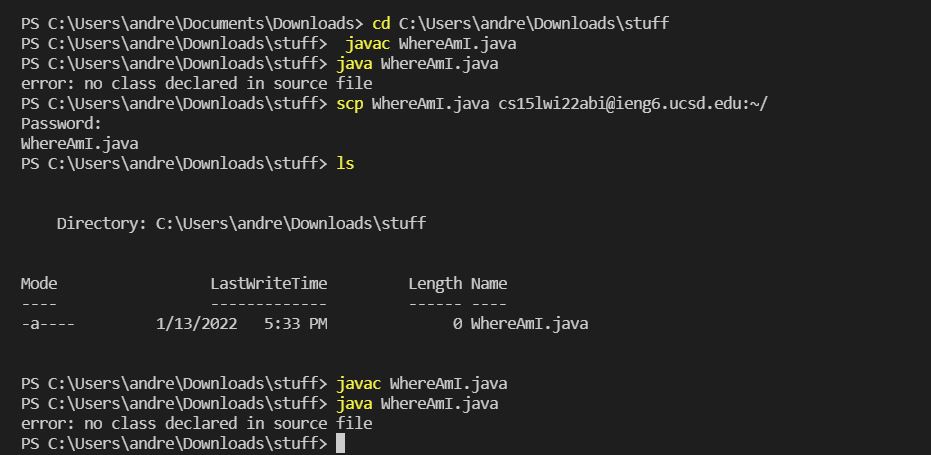 PS C:\Users\andre\Documents\Downloads> cd C:\Users\andre\Downloads\stuff
PS C:\Users\andre\Downloads\stuff>  javac WhereAmI.java
PS C:\Users\andre\Downloads\stuff> java WhereAmI.java
error: no class declared in source file
PS C:\Users\andre\Downloads\stuff> scp WhereAmI.java cs15lwi22abi@ieng6.ucsd.edu:~/
Password:
WhereAmI.java
PS C:\Users\andre\Downloads\stuff> ls
Directory: C:\Users\andre\Downloads\stuff
Mode                 LastWriteTime         Length Name
----                 -------------         ------ ----
-a----         1/13/2022   5:33 PM              0 WhereAmI.java
PS C:\Users\andre\Downloads\stuff> javac WhereAmI.java
PS C:\Users\andre\Downloads\stuff> java WhereAmI.java
error: no class declared in source file
PS C:\Users\andre\Downloads\stuff>